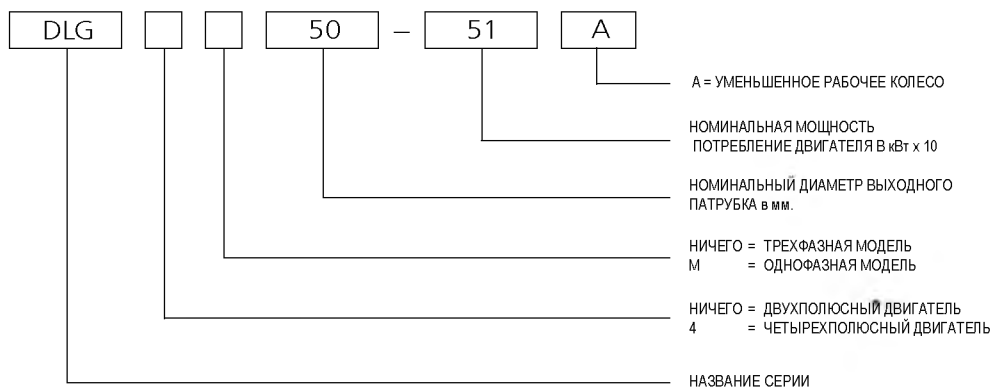 DLG 50 – 51 A
A = УМЕНЬШЕННОЕ РАБОЧЕЕ КОЛЕСО
НОМИНАЛЬНАЯ МОЩНОСТЬ
ПОТРЕБЛЕНИЕ ДВИГАТЕЛЯ В кВт x 10
НОМИНАЛЬНЫЙ ДИАМЕТР ВЫХОДНОГО
ПАТРУБКА в мм.
НИЧЕГО = ТРЕХФАЗНАЯ МОДЕЛЬ
М = ОДНОФАЗНАЯ МОДЕЛЬ
НИЧЕГО = ДВУХПОЛЮСНЫЙ ДВИГАТЕЛЬ
4 = ЧЕТЫРЕХПОЛЮСНЫЙ ДВИГАТЕЛЬ
НАЗВАНИЕ СЕРИИ